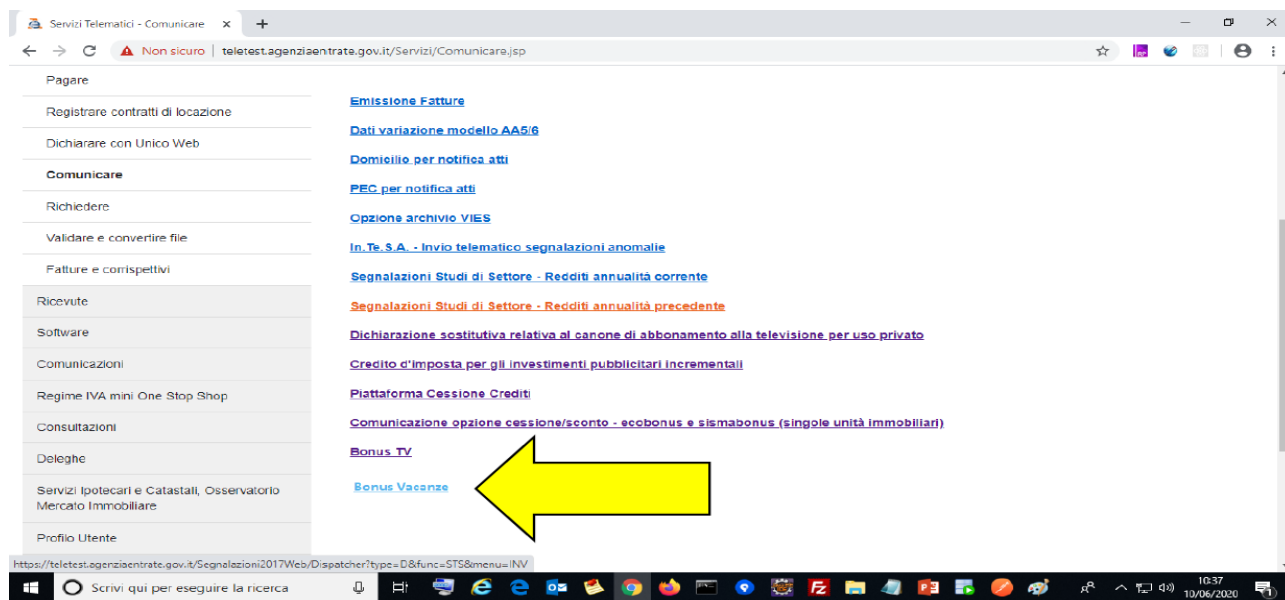 Servizi Telematici - Comunicare
Non sicuro | teletest.agenziaentrate.gov.it/Servizi/Comunicare.jsp
Pagare
Registrare contratti di locazione
Dichiarare con Unico Web
Comunicare
Richiedere
Validare e convertire file
Fatture e corrispettivi
Ricevute
Software
Comunicazioni
Regime IVA mini One Stop Shop
Consultazioni
Deleghe
Servizi Ipotecari e Catastali, Osservatorio
Mercato Immobiliare
Profilo Utente
Emissione Fatture
Dati variazione modello AA5/6
Domicilio per notifica atti
PEC per notifica atti
Opzione archivio VIES
In.Te.S.A. - Invio telematico segnalazioni anomalie
Segnalazioni Studi di Settore - Redditi annualità corrente
Segnalazioni Studi di Settore - Redditi annualità precedente
Dichiarazione sostitutiva relativa al canone di abbonamento alla televisione per uso privato
Credito d'imposta per gli investimenti pubblicitari incrementali
Piattaforma Cessione Crediti
Comunicazione opzione cessione/sconto - ecobonus e sismabonus (singole unità immobiliari)
Bonus TV
Bonus Vacanze
https://teletest.agenziaentrate.gov.it/Segnalazioni2017Web/Dispatcher?type=D&func=STS&menu=INV
Scrivi qui per eseguire la ricerca
10:37
10/06/2020